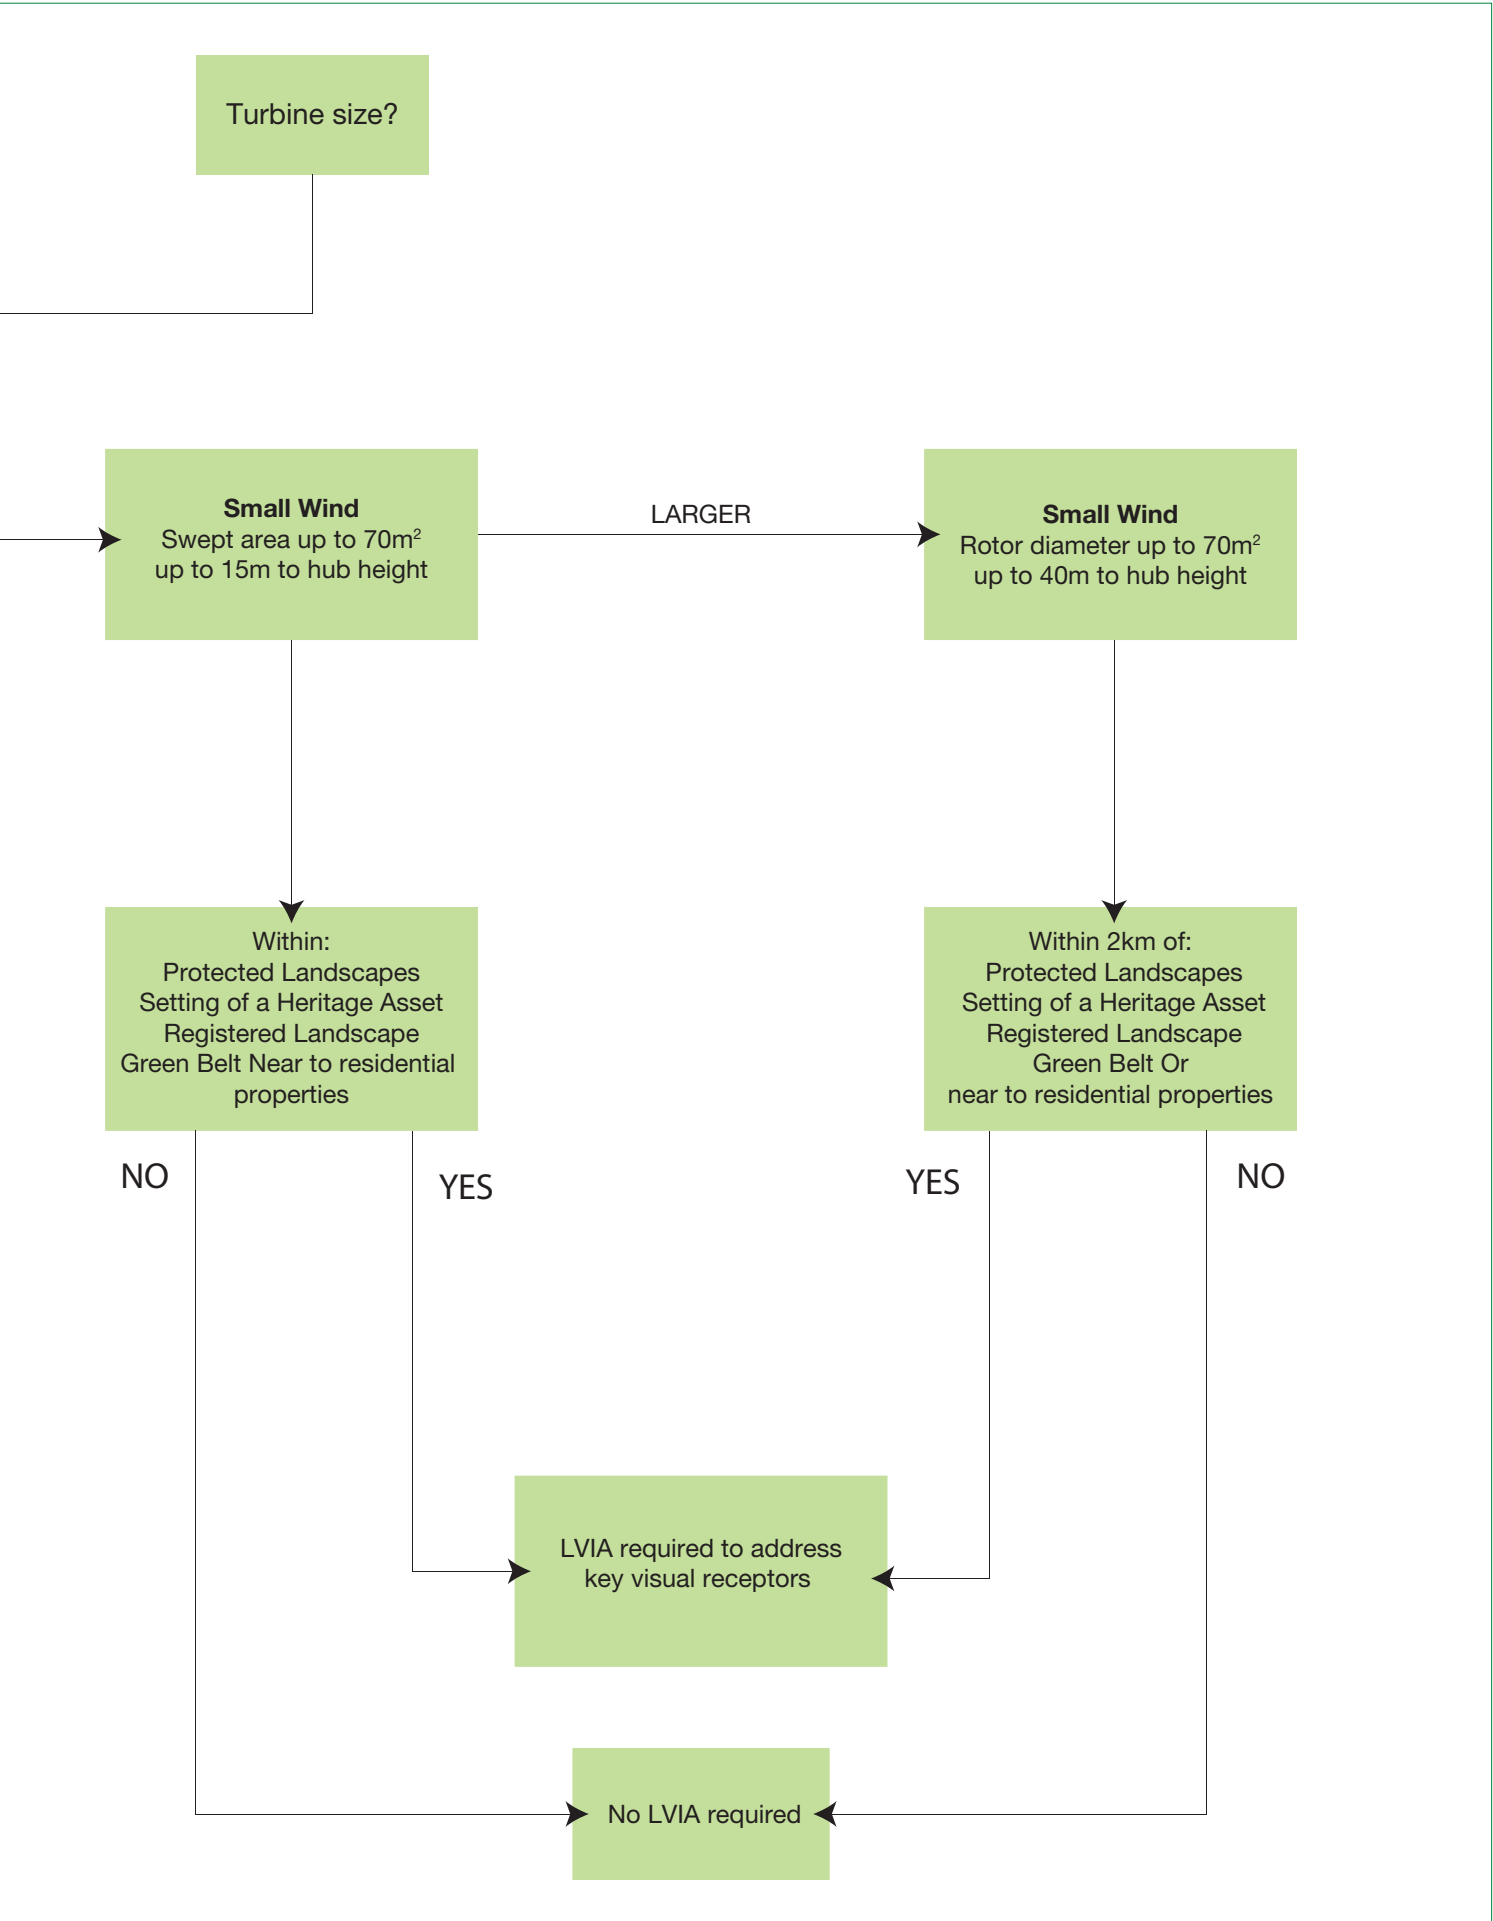 Turbine size?
Small Wind
Swept area up to 70m²
up to 15m to hub height
LARGER
Small Wind
Rotor diameter up to 70m²
up to 40m to hub height
Within:
Protected Landscapes
Setting of a Heritage Asset
Registered Landscape
Green Belt Near to residential
properties
Within 2km of:
Protected Landscapes
Setting of a Heritage Asset
Registered Landscape
Green Belt Or
near to residential properties
NO
YES
YES
NO
LVIA required to address
key visual receptors
No LVIA required